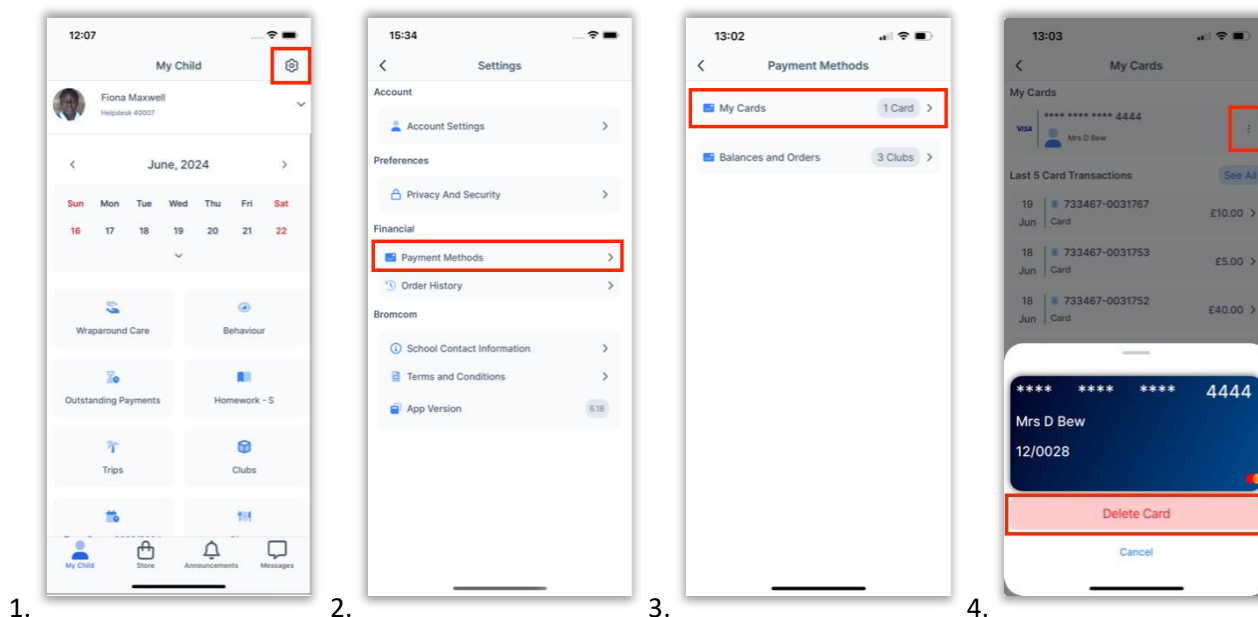 12:07
My Child
Fiona Maxwell
Helpdesk 40007
June, 2024
Sun Mon Tue Wed Thu Fri Sat
16 17 18 19 20 21 22
Wraparound Care Behaviour
Outstanding Payments Homework - S
Trips Clubs
My Child Store Announcements Messages
1.
15:34
Settings
Account
Account Settings
Preferences
Privacy And Security
Financial
Payment Methods
Order History
Bromcom
School Contact Information
Terms and Conditions
App Version 6.18
2.
13:02
Payment Methods
My Cards 1 Card
Balances and Orders 3 Clubs
3.
13:03
My Cards
My Cards
VISA
**** **** **** 4444
Mrs D Bew
Last 5 Card Transactions See All
19 Jun 733467-0031767 Card £10.00
18 Jun 733467-0031753 Card £5.00
18 Jun 733467-0031752 Card £40.00
**** **** **** 4444
Mrs D Bew
12/0028
Delete Card
Cancel
4.